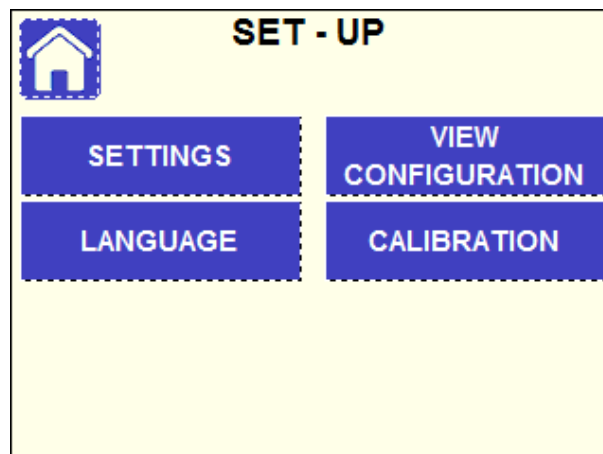 SET - UP
SETTINGS
VIEW
CONFIGURATION
LANGUAGE
CALIBRATION